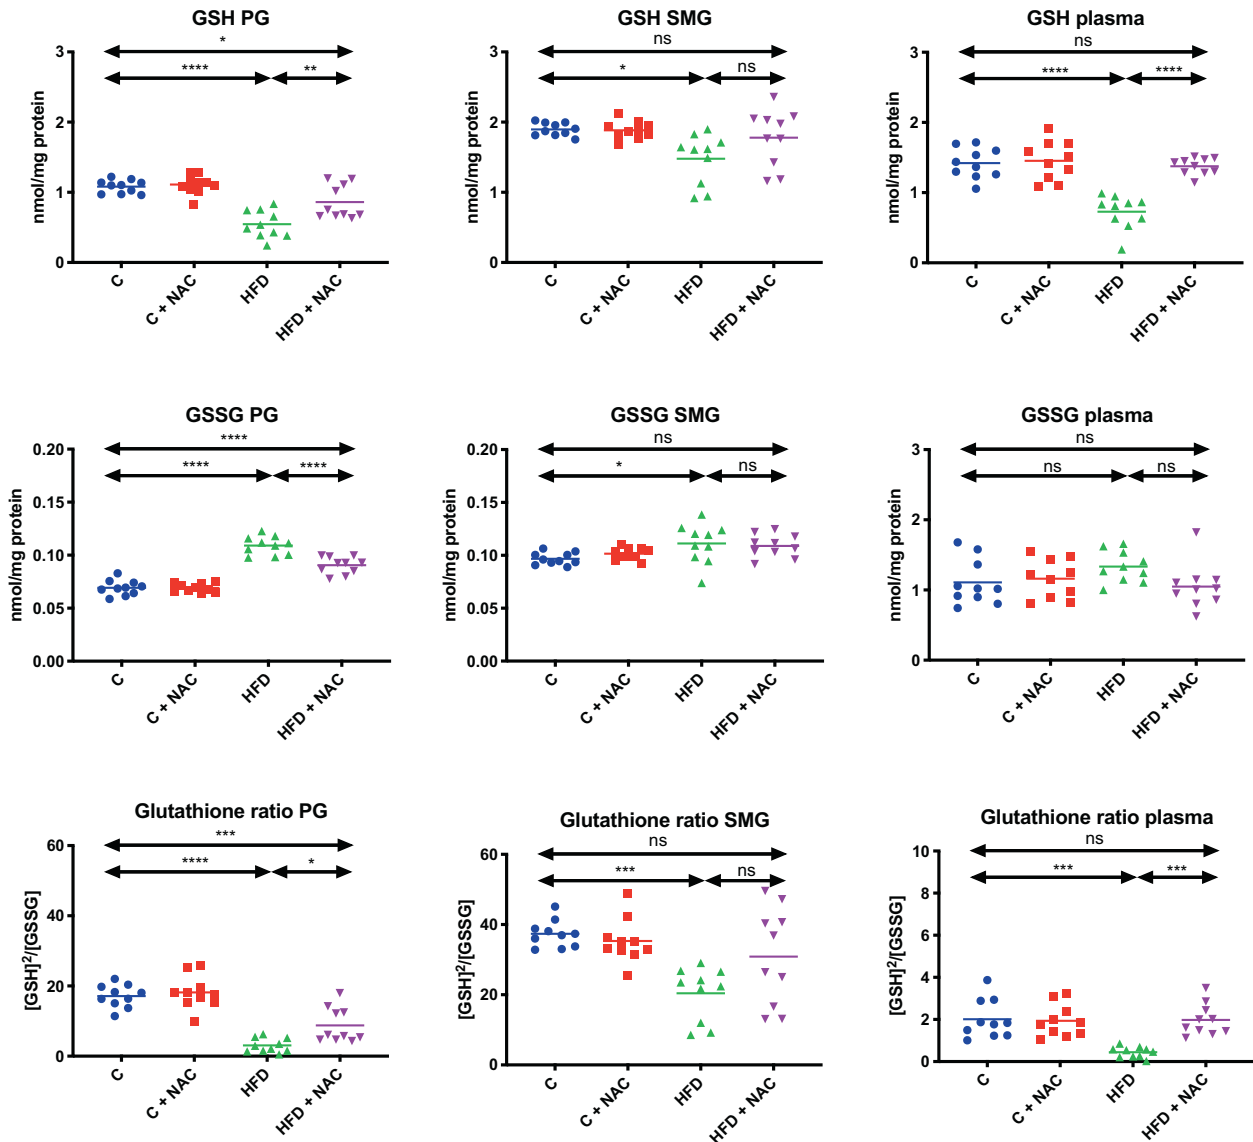 GSH PG
nmol/mg protein
3
2
1
0
*
****
**
C
C + NAC
HFD
HFD + NAC
GSH SMG
nmol/mg protein
3
2
1
0
ns
*
ns
C
C + NAC
HFD
HFD + NAC
GSH plasma
nmol/mg protein
3
2
1
0
ns
****
****
C
C + NAC
HFD
HFD + NAC
GSSG PG
nmol/mg protein
0.20
0.15
0.10
0.05
0.00
****
****
****
C
C + NAC
HFD
HFD + NAC
GSSG SMG
nmol/mg protein
0.20
0.15
0.10
0.05
0.00
ns
*
ns
C
C + NAC
HFD
HFD + NAC
GSSG plasma
nmol/mg protein
3
2
1
0
ns
ns
ns
C
C + NAC
HFD
HFD + NAC
Glutathione ratio PG
[GSH]²/[GSSG]
60
40
20
0
***
****
*
C
C + NAC
HFD
HFD + NAC
Glutathione ratio SMG
[GSH]²/[GSSG]
60
40
20
0
ns
***
ns
C
C + NAC
HFD
HFD + NAC
Glutathione ratio plasma
[GSH]²/[GSSG]
10
8
6
4
2
0
ns
***
***
C
C + NAC
HFD
HFD + NAC